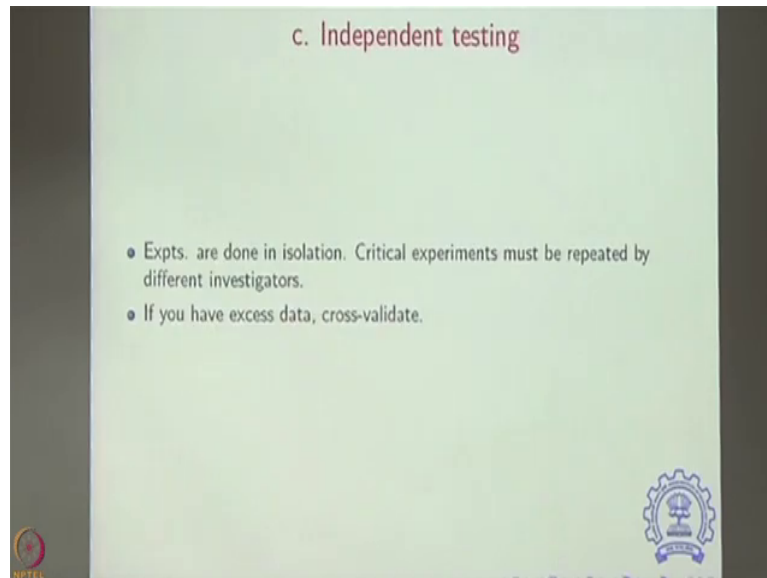 c. Independent testing
Expts. are done in isolation. Critical experiments must be repeated by
different investigators.
If you have excess data, cross-validate.
NPTEL